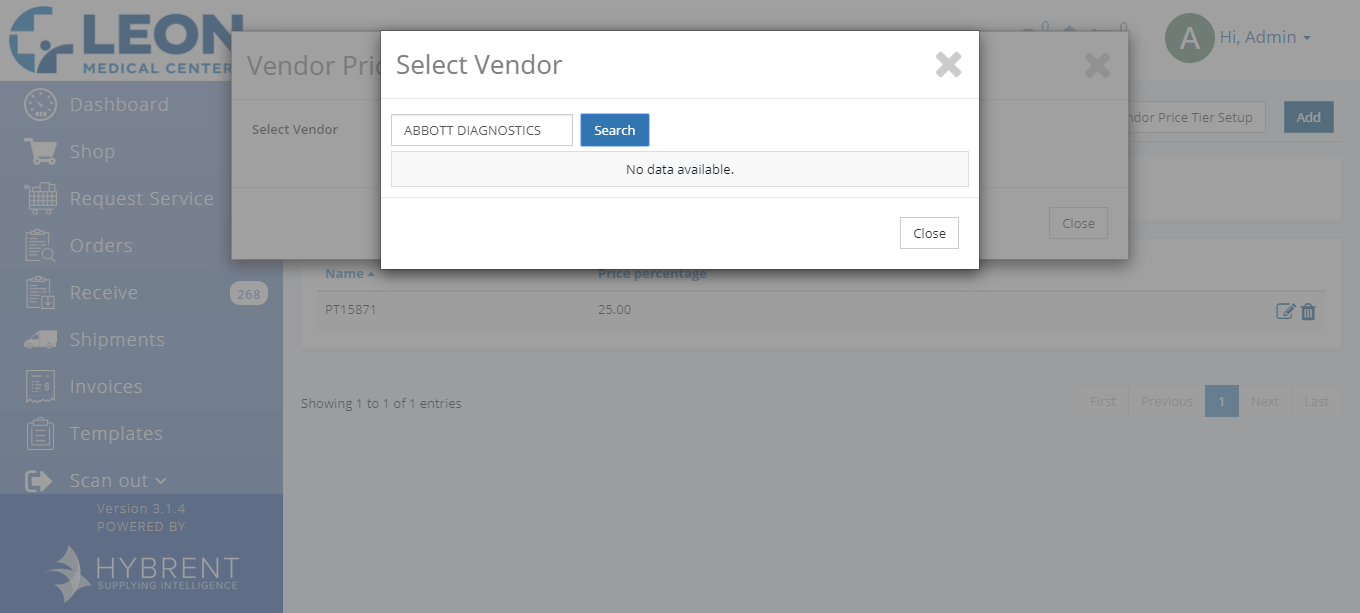 LEON
MEDICAL CENTER
0
0
A
Hi, Admin
Vendor Pri
Select Vendor
Select Vendor
ABBOTT DIAGNOSTICS
Search
No data available.
Close
Close
ndor Price Tier Setup
Add
Dashboard
Shop
Request Service
Orders
Receive
268
Shipments
Invoices
Templates
Scan out
Version 3.1.4
POWERED BY
HYBRENT
SUPPLYING INTELLIGENCE
Name
Price percentage
PT15871
25.00
Showing 1 to 1 of 1 entries
First
Previous
1
Next
Last